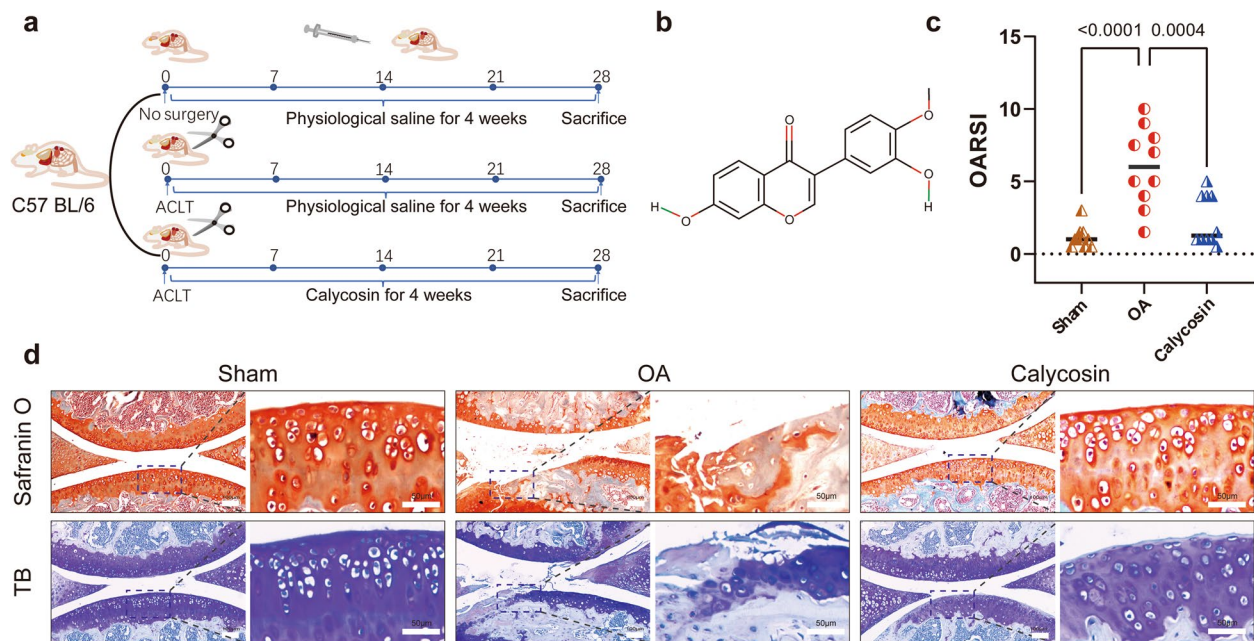 a
0 7 14 21 28
No surgery Physiological saline for 4 weeks Sacrifice
0 7 14 21 28
C57 BL/6
ACLT Physiological saline for 4 weeks Sacrifice
0 7 14 21 28
ACLT Calycosin for 4 weeks Sacrifice
b
O
O
O
H
H
O
O
c
<0.0001 0.0004
15
10
5
0
OARSI
Sham
OA
Calycosin
d
Sham OA Calycosin
Safranin O
100μm 50μm 100μm 50μm 100μm 50μm
TB
50μm 50μm 50μm